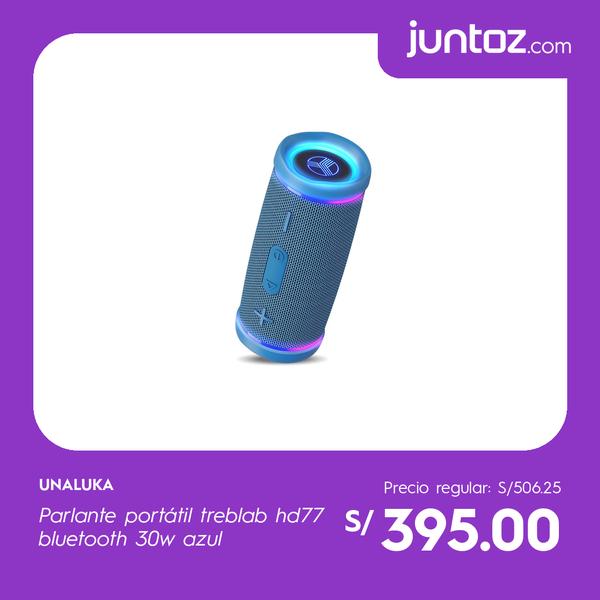 juntoz.com
UNALUKA
Parlante portátil treblab hd77
bluetooth 30w azul
Precio regular: S/506.25
S/ 395.00